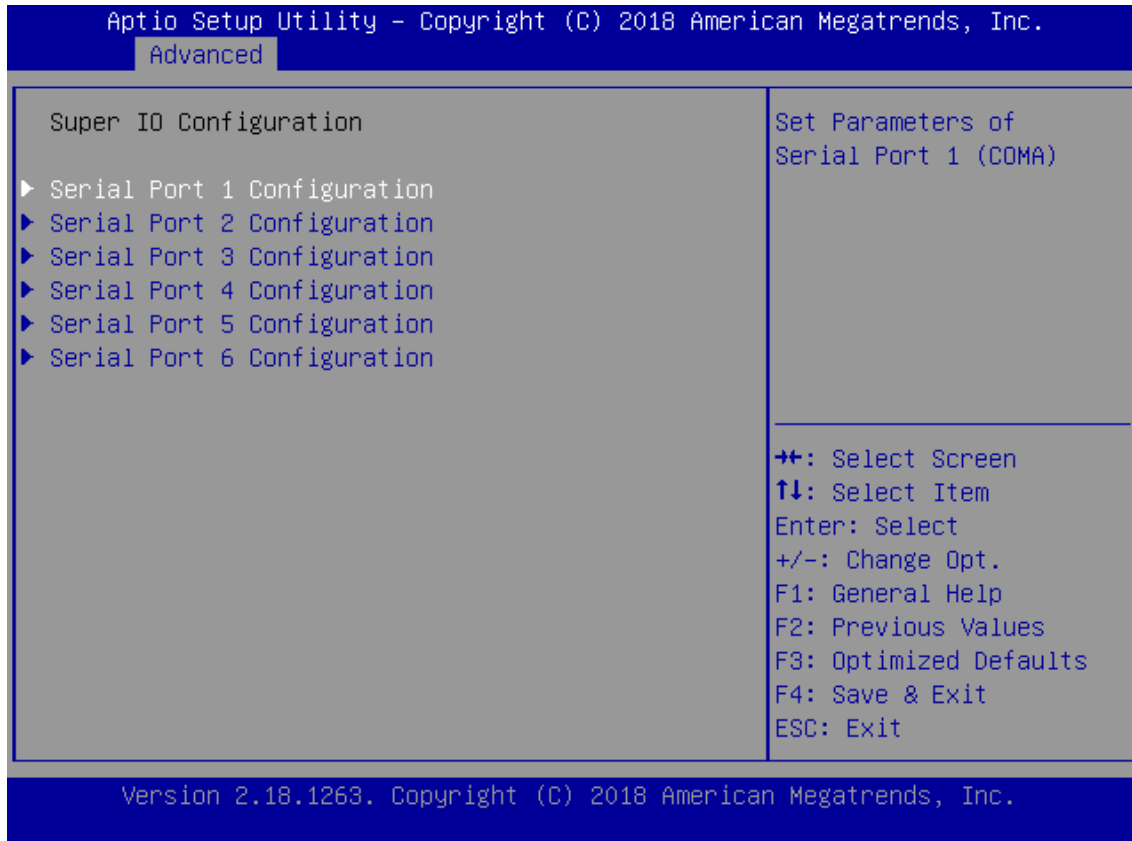 Aptio Setup Utility – Copyright (C) 2018 American Megatrends, Inc.
Advanced
Super IO Configuration
▶ Serial Port 1 Configuration
▶ Serial Port 2 Configuration
▶ Serial Port 3 Configuration
▶ Serial Port 4 Configuration
▶ Serial Port 5 Configuration
▶ Serial Port 6 Configuration
Set Parameters of
Serial Port 1 (COMA)
→←: Select Screen
↑↓: Select Item
Enter: Select
+/-: Change Opt.
F1: General Help
F2: Previous Values
F3: Optimized Defaults
F4: Save & Exit
ESC: Exit
Version 2.18.1263. Copyright (C) 2018 American Megatrends, Inc.